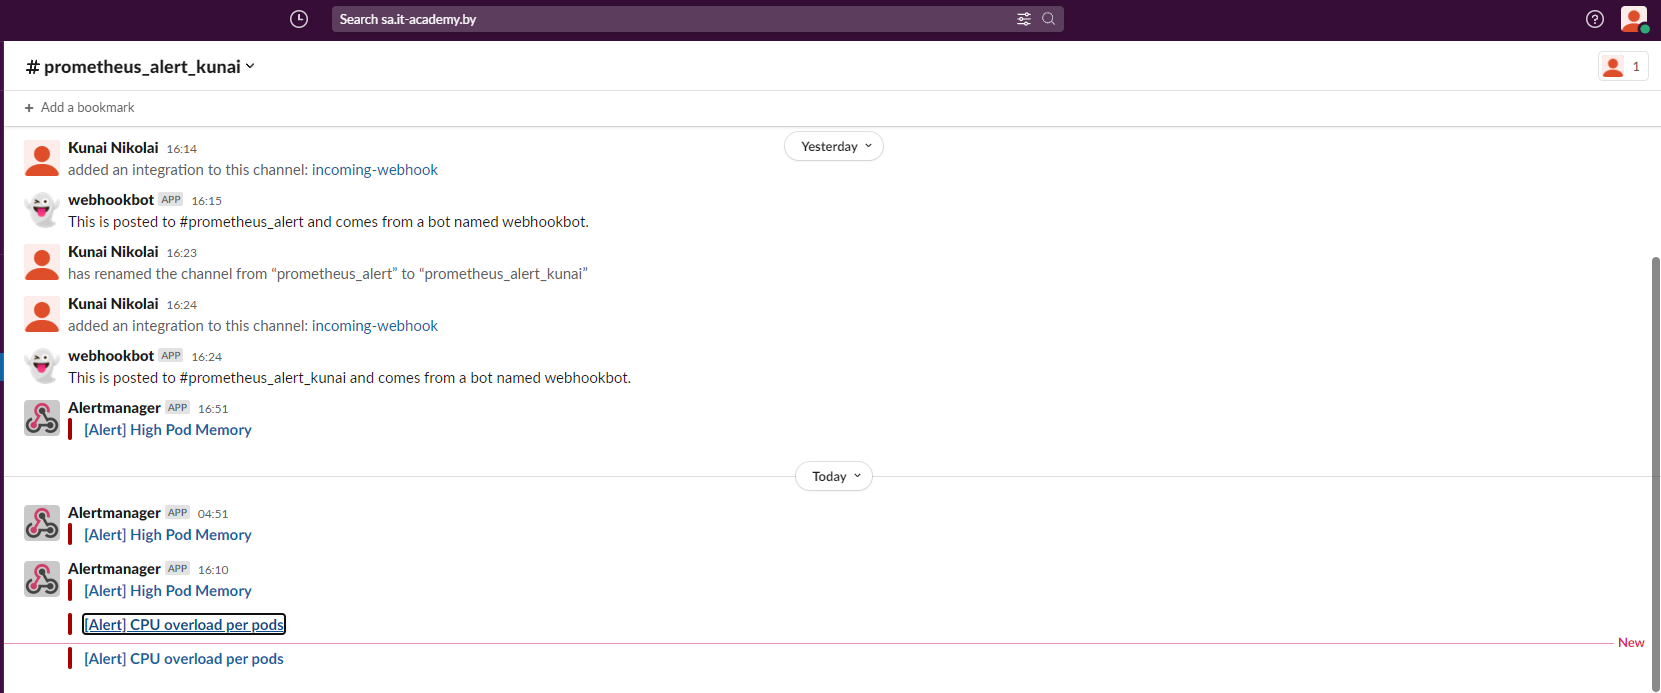 Search sa.it-academy.by
# prometheus_alert_kunai
1
+ Add a bookmark
Yesterday
Kunai Nikolai 16:14
added an integration to this channel: incoming-webhook
webhookbot APP 16:15
This is posted to #prometheus_alert and comes from a bot named webhookbot.
Kunai Nikolai 16:23
has renamed the channel from “prometheus_alert” to “prometheus_alert_kunai”
Kunai Nikolai 16:24
added an integration to this channel: incoming-webhook
webhookbot APP 16:24
This is posted to #prometheus_alert_kunai and comes from a bot named webhookbot.
Alertmanager APP 16:51
[Alert] High Pod Memory
Today
Alertmanager APP 04:51
[Alert] High Pod Memory
Alertmanager APP 16:10
[Alert] High Pod Memory
[Alert] CPU overload per pods
New
[Alert] CPU overload per pods